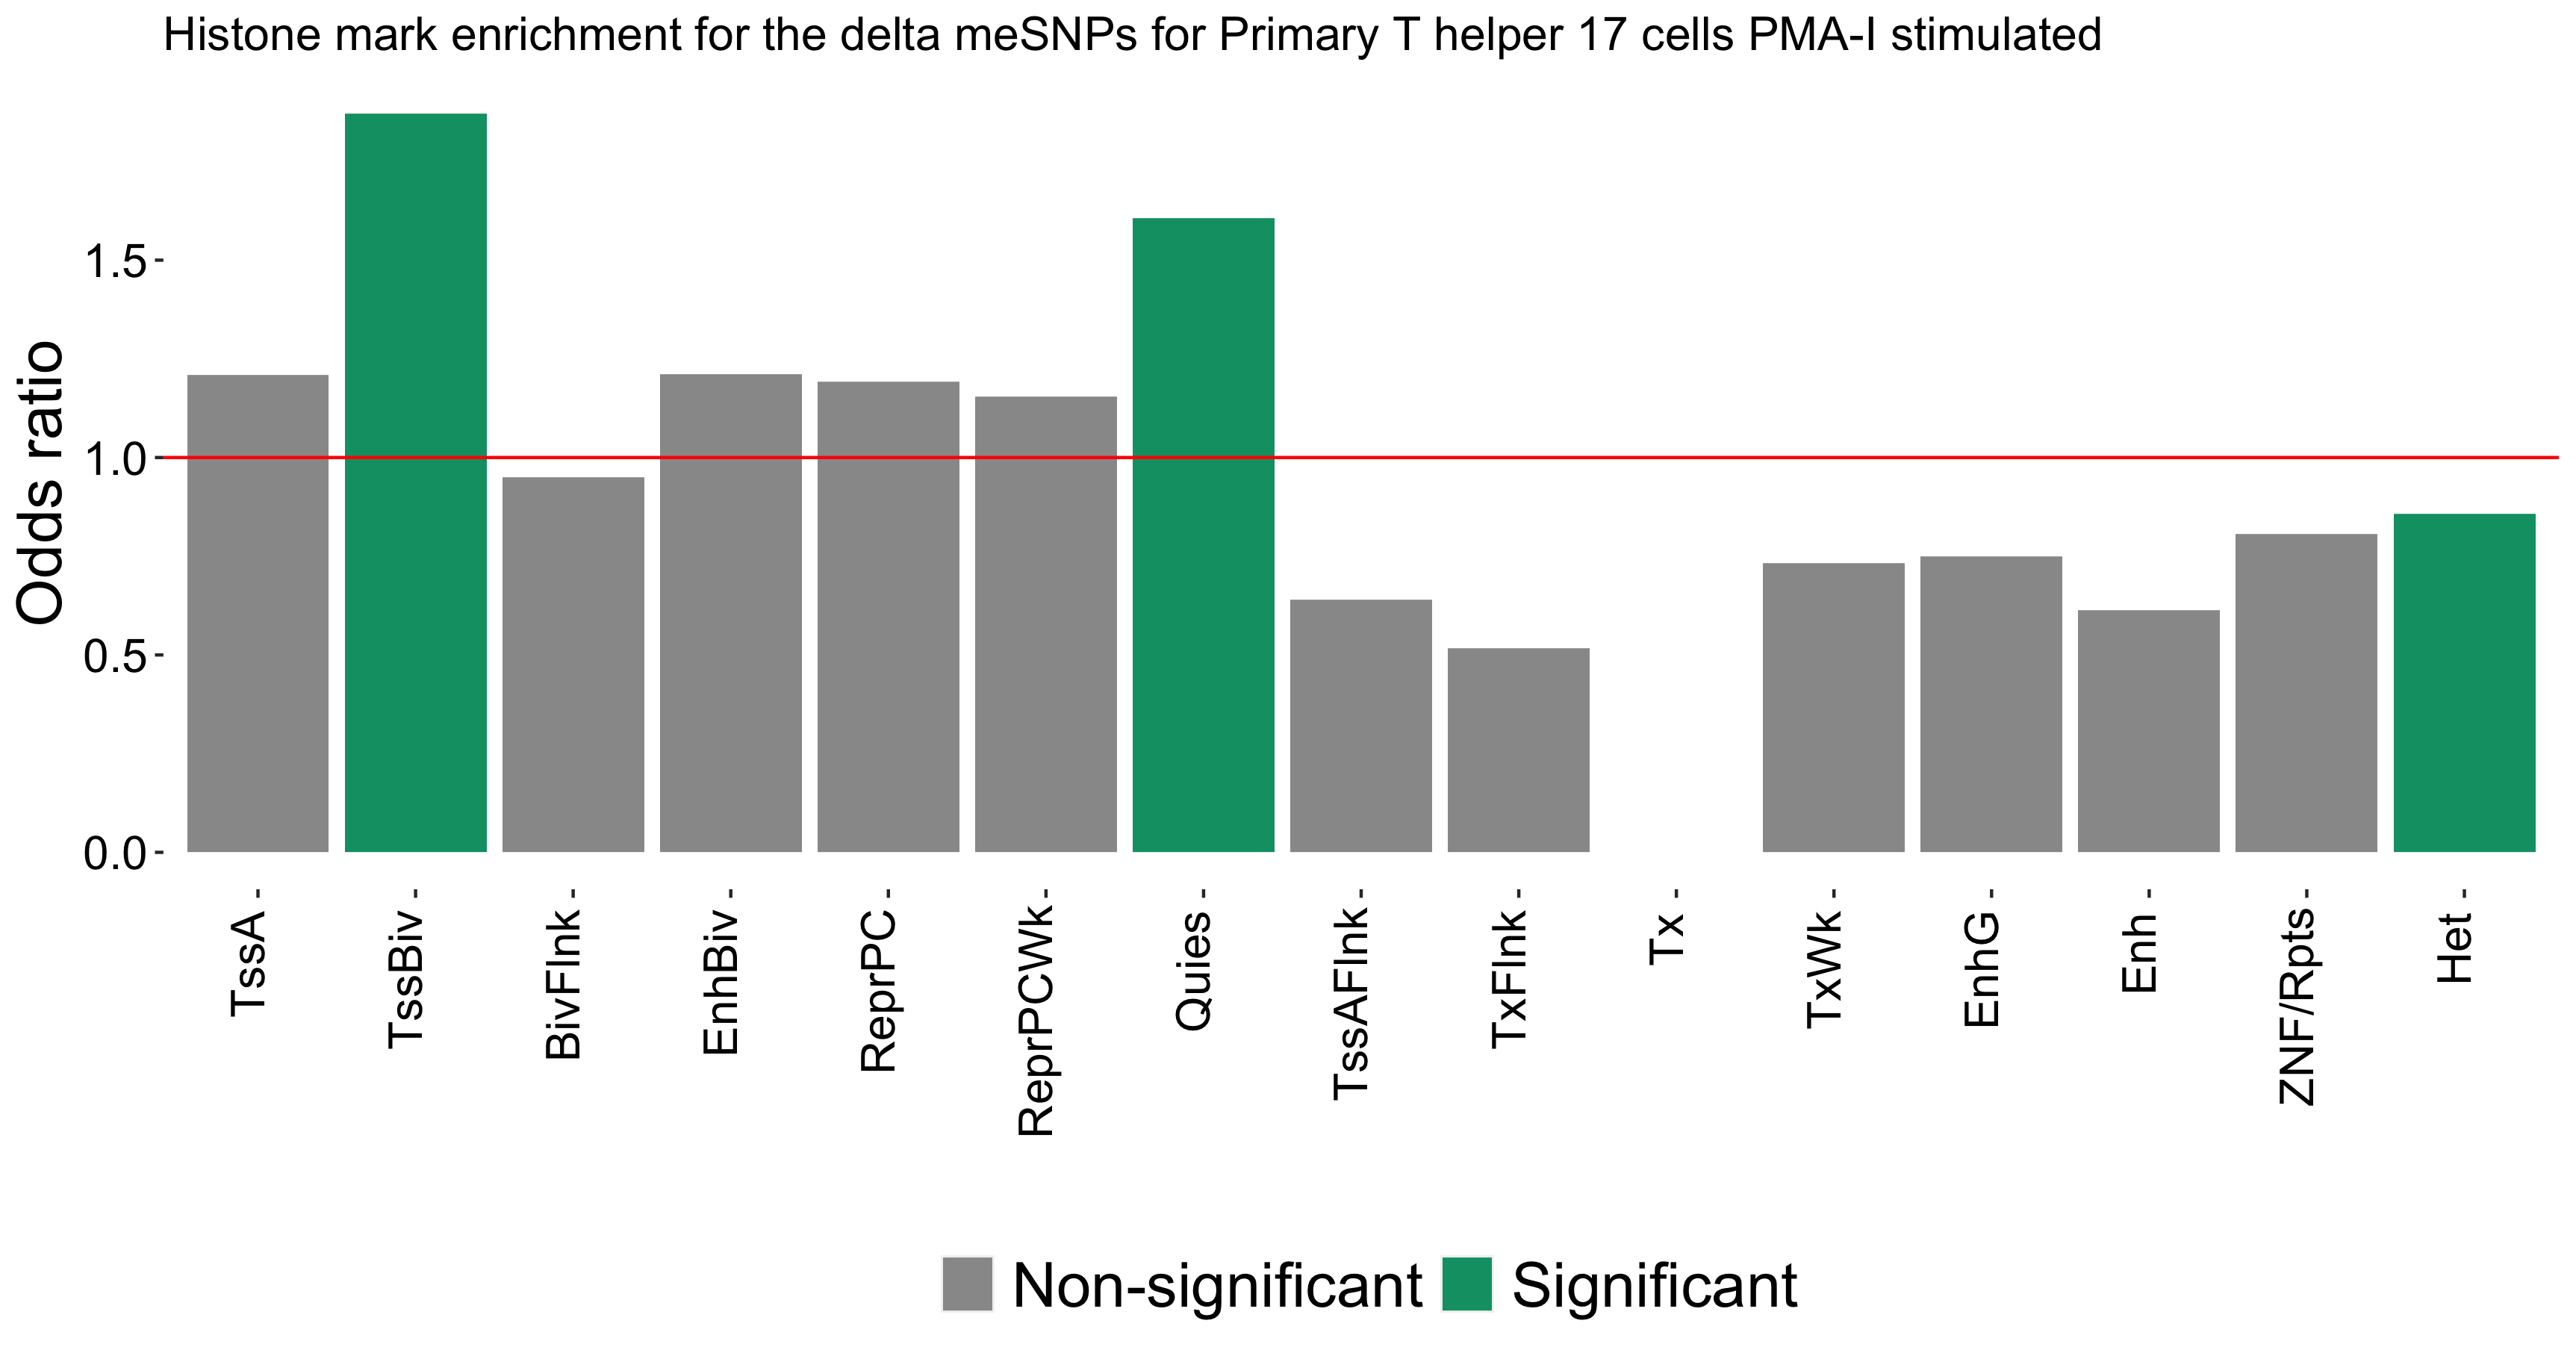 Histone mark enrichment for the delta meSNPs for Primary T helper 17 cells PMA-I stimulated
Odds ratio
1.5
1.0
0.5
0.0
TssA
TssBiv
BivFlnk
EnhBiv
ReprPC
ReprPCWk
Quies
TssAFlnk
TxFlnk
Tx
TxWk
EnhG
Enh
ZNF/Rpts
Het
Non-significant
Significant